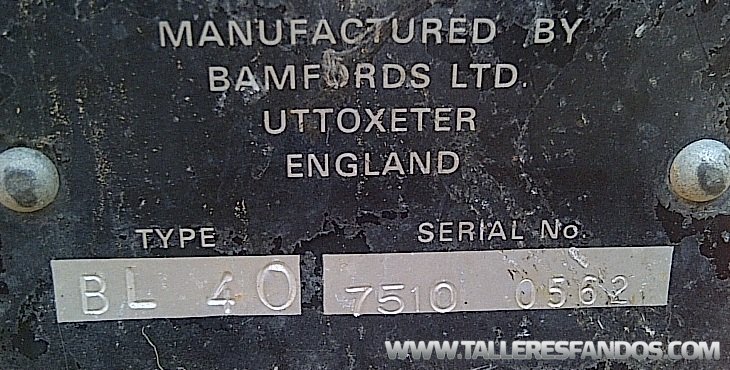 MANUFACTURED BY
BAMFORDS LTD.
UTTOXETER
ENGLAND
TYPE SERIAL No.
BL 40 7510 0562
WWW.TALLERESFANDOS.COM